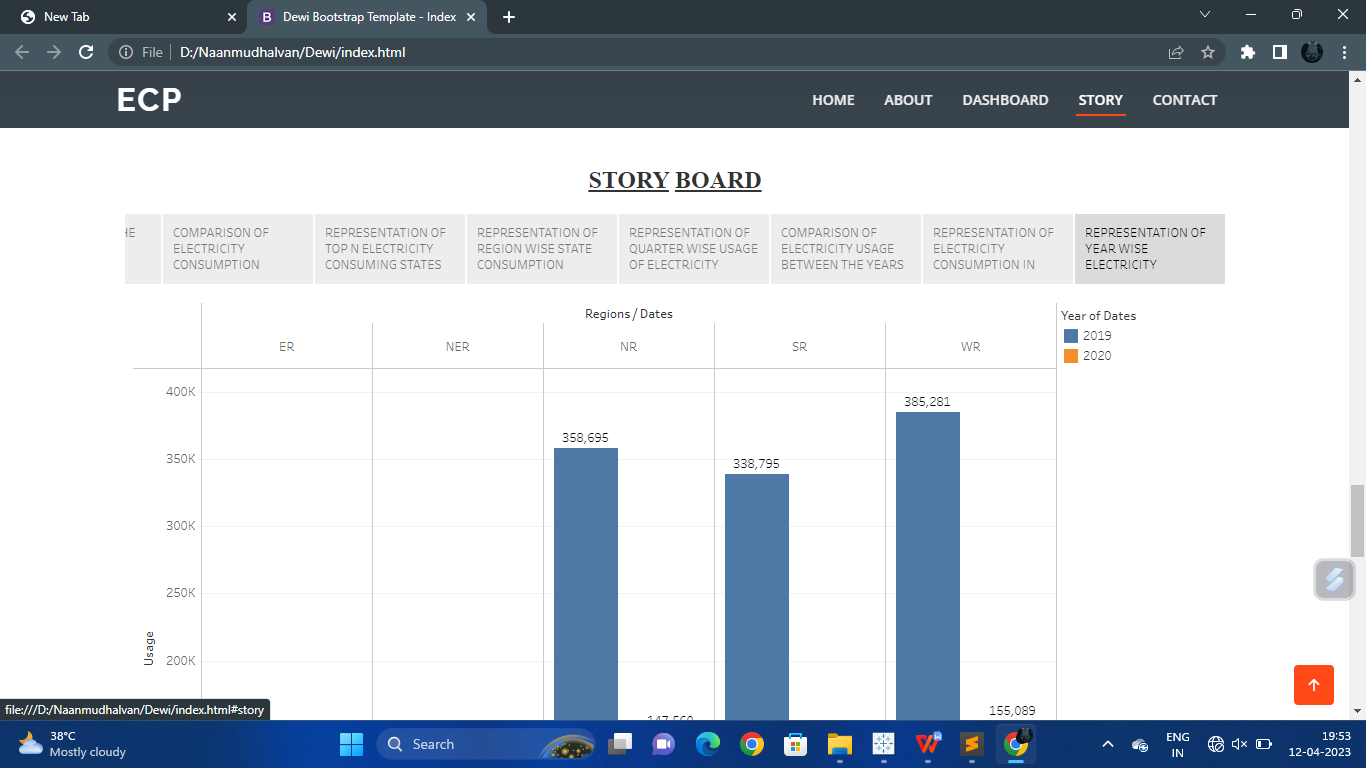 New Tab
Dewi Bootstrap Template - Index
File
D:/Naanmudhalvan/Dewi/index.html
ECP
HOME
ABOUT
DASHBOARD
STORY
CONTACT
STORY BOARD
HE
COMPARISON OF
ELECTRICITY
CONSUMPTION
REPRESENTATION OF
TOP N ELECTRICITY
CONSUMING STATES
REPRESENTATION OF
REGION WISE STATE
CONSUMPTION
REPRESENTATION OF
QUARTER WISE USAGE
OF ELECTRICITY
COMPARISON OF
ELECTRICITY USAGE
BETWEEN THE YEARS
REPRESENTATION OF
ELECTRICITY
CONSUMPTION IN
REPRESENTATION OF
YEAR WISE
ELECTRICITY
Regions / Dates
ER
NER
NR
SR
WR
Year of Dates
2019
2020
400K
350K
300K
250K
200K
Usage
358,695
338,795
385,281
147,560
155,089
file:///D:/Naanmudhalvan/Dewi/index.html#story
38°C
Mostly cloudy
Search
ENG
IN
19:53
12-04-2023